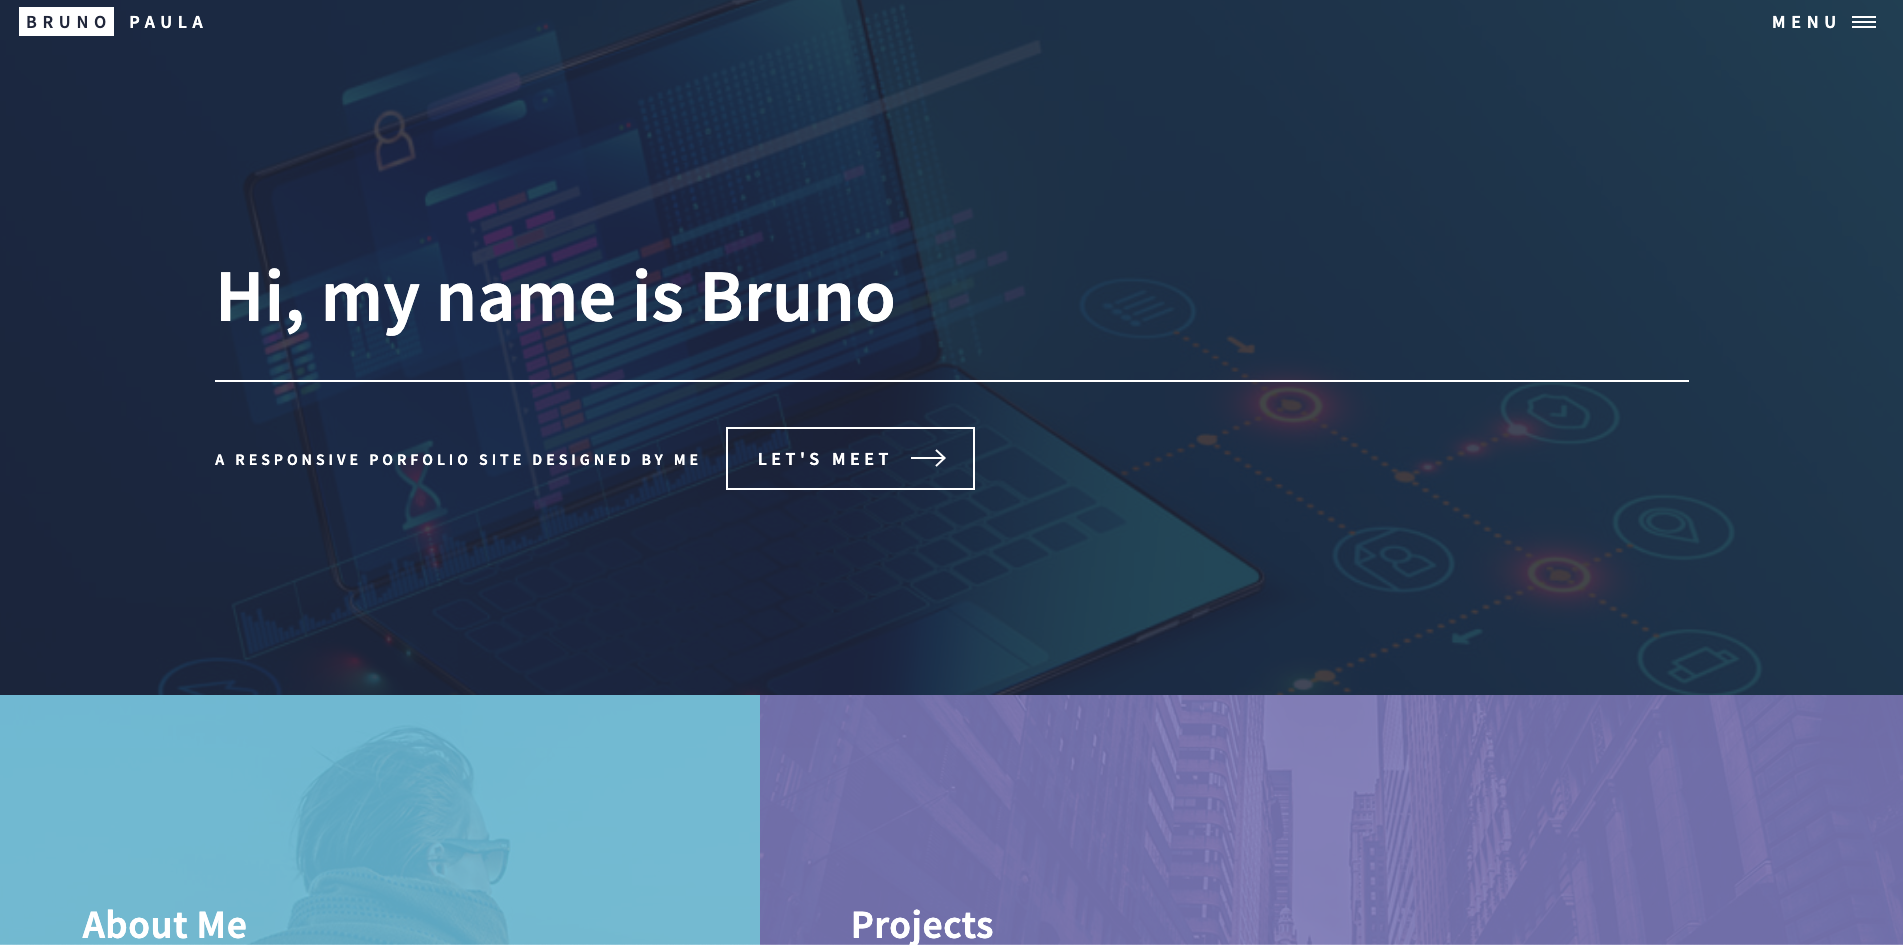 BRUNO PAULA
MENU
Hi, my name is Bruno
A RESPONSIVE PORFOLIO SITE DESIGNED BY ME
LET'S MEET
About Me
Projects